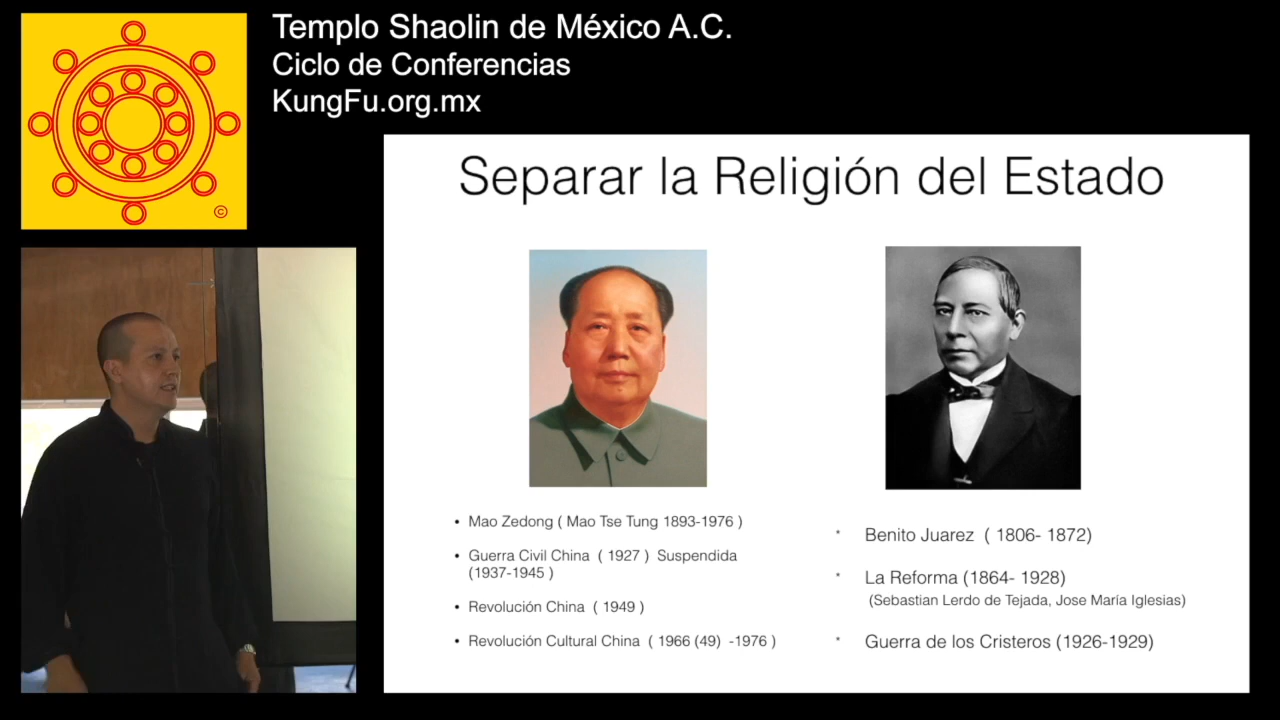 Templo Shaolin de México A.C.
Ciclo de Conferencias
KungFu.org.mx
©
Separar la Religión del Estado
• Mao Zedong ( Mao Tse Tung 1893-1976 )
• Guerra Civil China ( 1927 ) Suspendida
(1937-1945 )
• Revolución China ( 1949 )
• Revolución Cultural China ( 1966 (49) -1976 )
* Benito Juarez ( 1806- 1872)
* La Reforma (1864- 1928)
(Sebastian Lerdo de Tejada, Jose María Iglesias)
* Guerra de los Cristeros (1926-1929)